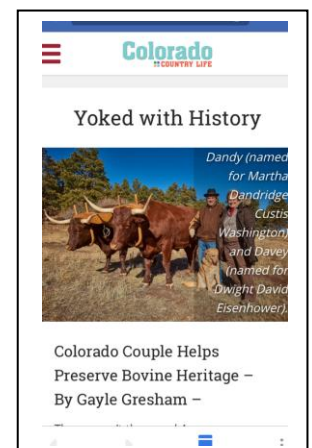 Colorado
COUNTRY LIFE
Yoked with History
Dandy (named
for Martha
Dandridge
Custis
Washington)
and Davey
(named for
Dwight David
Eisenhower).
Colorado Couple Helps
Preserve Bovine Heritage –
By Gayle Gresham –